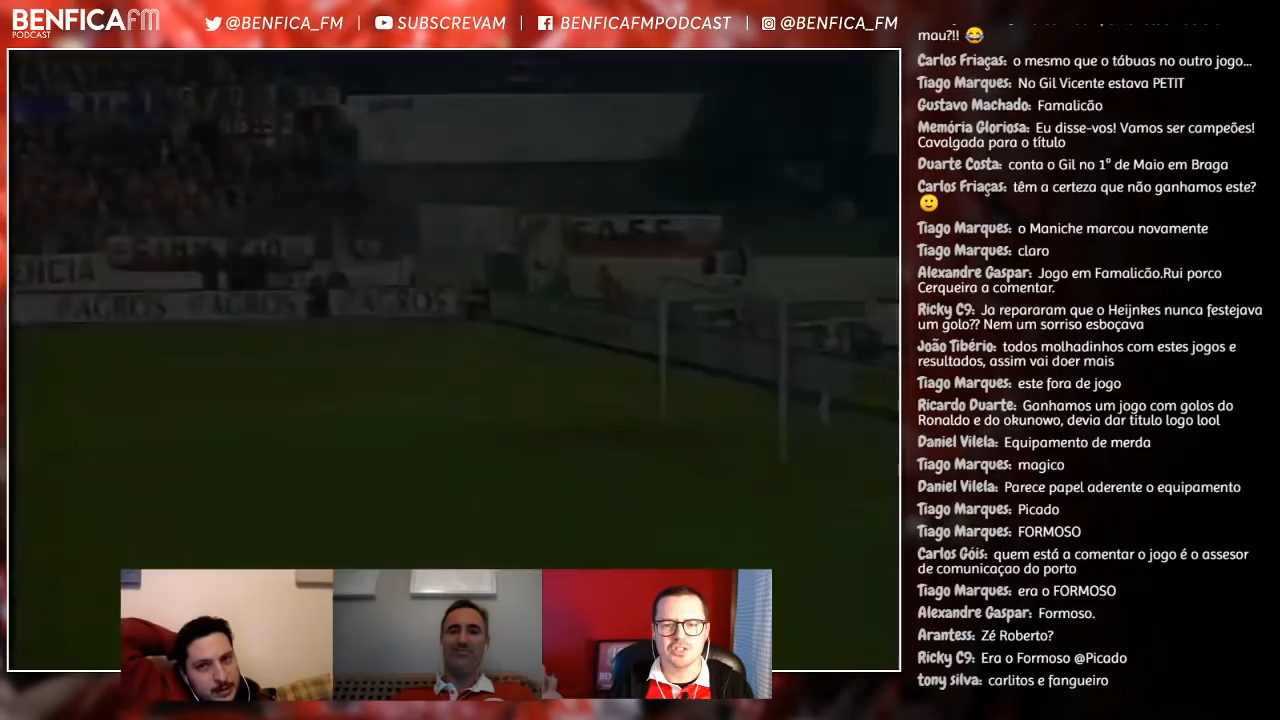 BENFICAFM
PODCAST
@BENFICA_FM | SUBSCREVAM | BENFICAFMPODCAST | @BENFICA_FM
mau?!! 😂
Carlos Friaças: o mesmo que o tábuas no outro jogo...
Tiago Marques: No Gil Vicente estava PETIT
Gustavo Machado: Famalicão
Memória Gloriosa: Eu disse-vos! Vamos ser campeões!
Cavalgada para o título
Duarte Costa: conta o Gil no 1º de Maio em Braga
Carlos Friaças: têm a certeza que não ganhamos este?
🙂
Tiago Marques: o Maniche marcou novamente
Tiago Marques: claro
Alexandre Gaspar: Jogo em Famalicão.Rui porco
Cerqueira a comentar.
Ricky C9: Ja repararam que o Heijnkes nunca festejava
um golo?? Nem um sorriso esboçava
João Tibério: todos molhadinhos com estes jogos e
resultados, assim vai doer mais
Tiago Marques: este fora de jogo
Ricardo Duarte: Ganhamos um jogo com golos do
Ronaldo e do okunowo, devia dar titulo logo lool
Daniel Vilela: Equipamento de merda
Tiago Marques: magico
Daniel Vilela: Parece papel aderente o equipamento
Tiago Marques: Picado
Tiago Marques: FORMOSO
Carlos Góis: quem está a comentar o jogo é o assesor
de comunicaçao do porto
Tiago Marques: era o FORMOSO
Alexandre Gaspar: Formoso.
Arantess: Zé Roberto?
Ricky C9: Era o Formoso @Picado
tony silva: carlitos e fangueiro
AGROS
AGROS
AGROS